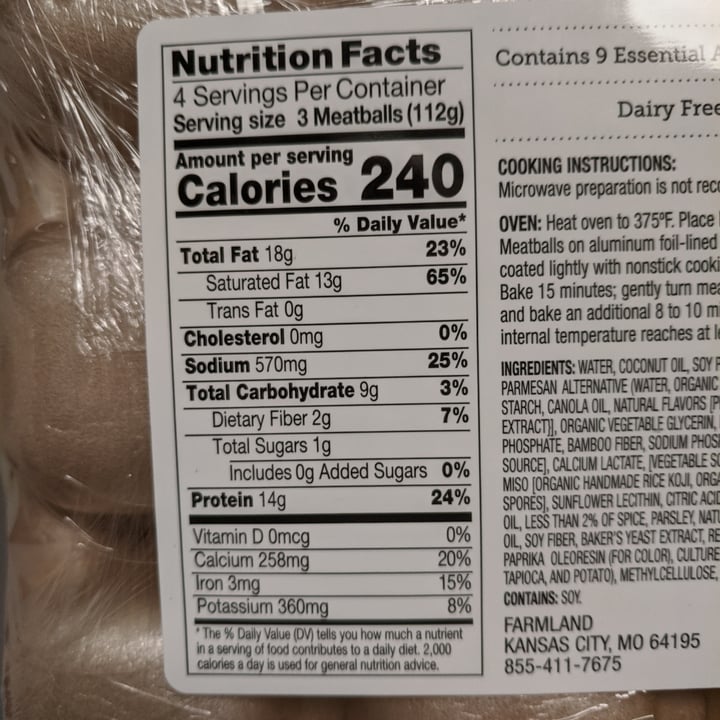 Nutrition Facts
4 Servings Per Container
Serving size 3 Meatballs (112g)
Amount per serving
Calories 240
% Daily Value*
Total Fat 18g 23%
Saturated Fat 13g 65%
Trans Fat 0g
Cholesterol 0mg 0%
Sodium 570mg 25%
Total Carbohydrate 9g 3%
Dietary Fiber 2g 7%
Total Sugars 1g
Includes 0g Added Sugars 0%
Protein 14g 24%
Vitamin D 0mcg 0%
Calcium 258mg 20%
Iron 3mg 15%
Potassium 360mg 8%
* The % Daily Value (DV) tells you how much a nutrient
in a serving of food contributes to a daily diet. 2,000
calories a day is used for general nutrition advice.
Contains 9 Essential
Dairy Free
COOKING INSTRUCTIONS:
Microwave preparation is not
OVEN: Heat oven to 375ºF. Place
Meatballs on aluminum foil-lined
coated lightly with nonstick
Bake 15 minutes; gently turn
and bake an additional 8 to 10
internal temperature reaches at
INGREDIENTS: WATER, COCONUT OIL, SOY
PARMESAN ALTERNATIVE (WATER, ORGANIC
STARCH, CANOLA OIL, NATURAL FLAVORS
EXTRACT]), ORGANIC VEGETABLE GLYCERIN,
PHOSPHATE, BAMBOO FIBER, SODIUM
SOURCE], CALCIUM LACTATE, [VEGETABLE
MISO [ORGANIC HANDMADE RICE KOJI,
SPORES], SUNFLOWER LECITHIN, CITRIC
OIL, LESS THAN 2% OF SPICE, PARSLEY,
OIL, SOY FIBER, BAKER'S YEAST EXTRACT,
PAPRIKA OLEORESIN (FOR COLOR),
TAPIOCA, AND POTATO), METHYLCELLULOSE,
CONTAINS: SOY.
FARMLAND
KANSAS CITY, MO 64195
855-411-7675